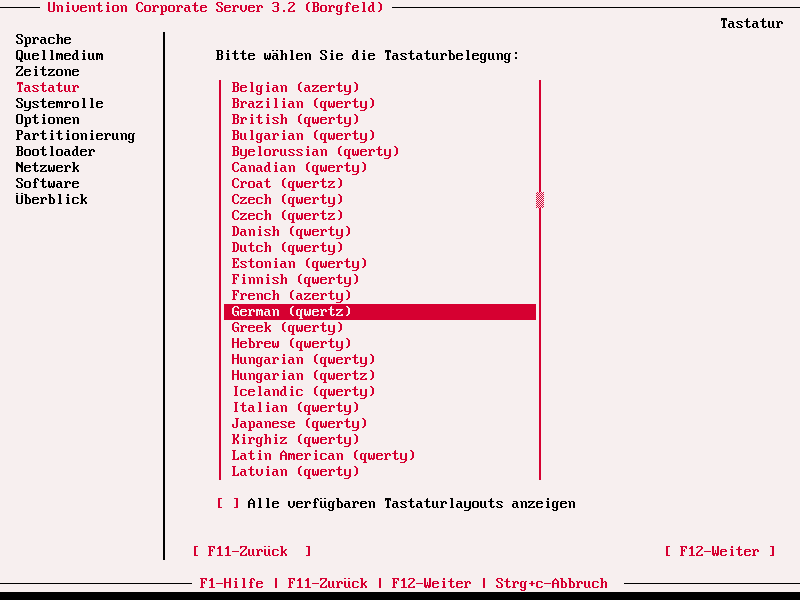 Univention Corporate Server 3.2 (Borgfeld)
Tastatur
Sprache
Quellmedium
Zeitzone
Tastatur
Systemrolle
Optionen
Partitionierung
Bootloader
Netzwerk
Software
Überblick
Bitte wählen Sie die Tastaturbelegung:
Belgian (azerty)
Brazilian (qwerty)
British (qwerty)
Bulgarian (qwerty)
Byelorussian (qwerty)
Canadian (qwerty)
Croat (qwertz)
Czech (qwerty)
Czech (qwertz)
Danish (qwerty)
Dutch (qwerty)
Estonian (qwerty)
Finnish (qwerty)
French (azerty)
German (qwertz)
Greek (qwerty)
Hebrew (qwerty)
Hungarian (qwerty)
Hungarian (qwertz)
Icelandic (qwerty)
Italian (qwerty)
Japanese (qwerty)
Kirghiz (qwerty)
Latin American (qwerty)
Latvian (qwerty)
[ ] Alle verfügbaren Tastaturlayouts anzeigen
[ F11-Zurück ]
[ F12-Weiter ]
F1-Hilfe | F11-Zurück | F12-Weiter | Strg+c-Abbruch